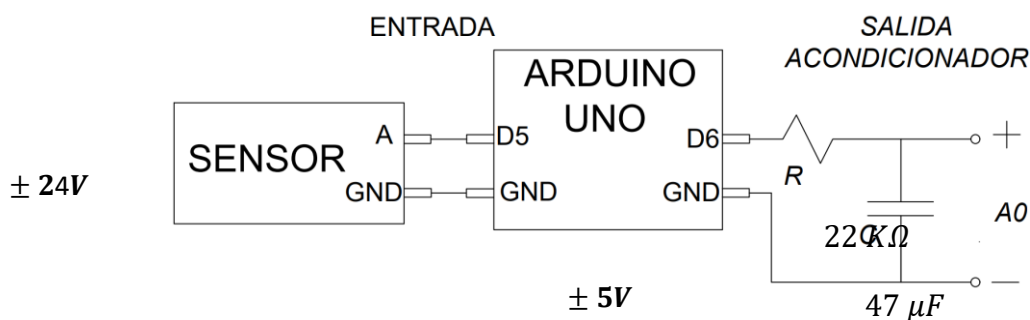 ENTRADA
SALIDA
ACONDICIONADOR
ARDUINO
UNO
SENSOR
A
GND
D5
GND
D6
GND
R
± 24V
22 KΩ
A0
± 5V
47 μF
+
−